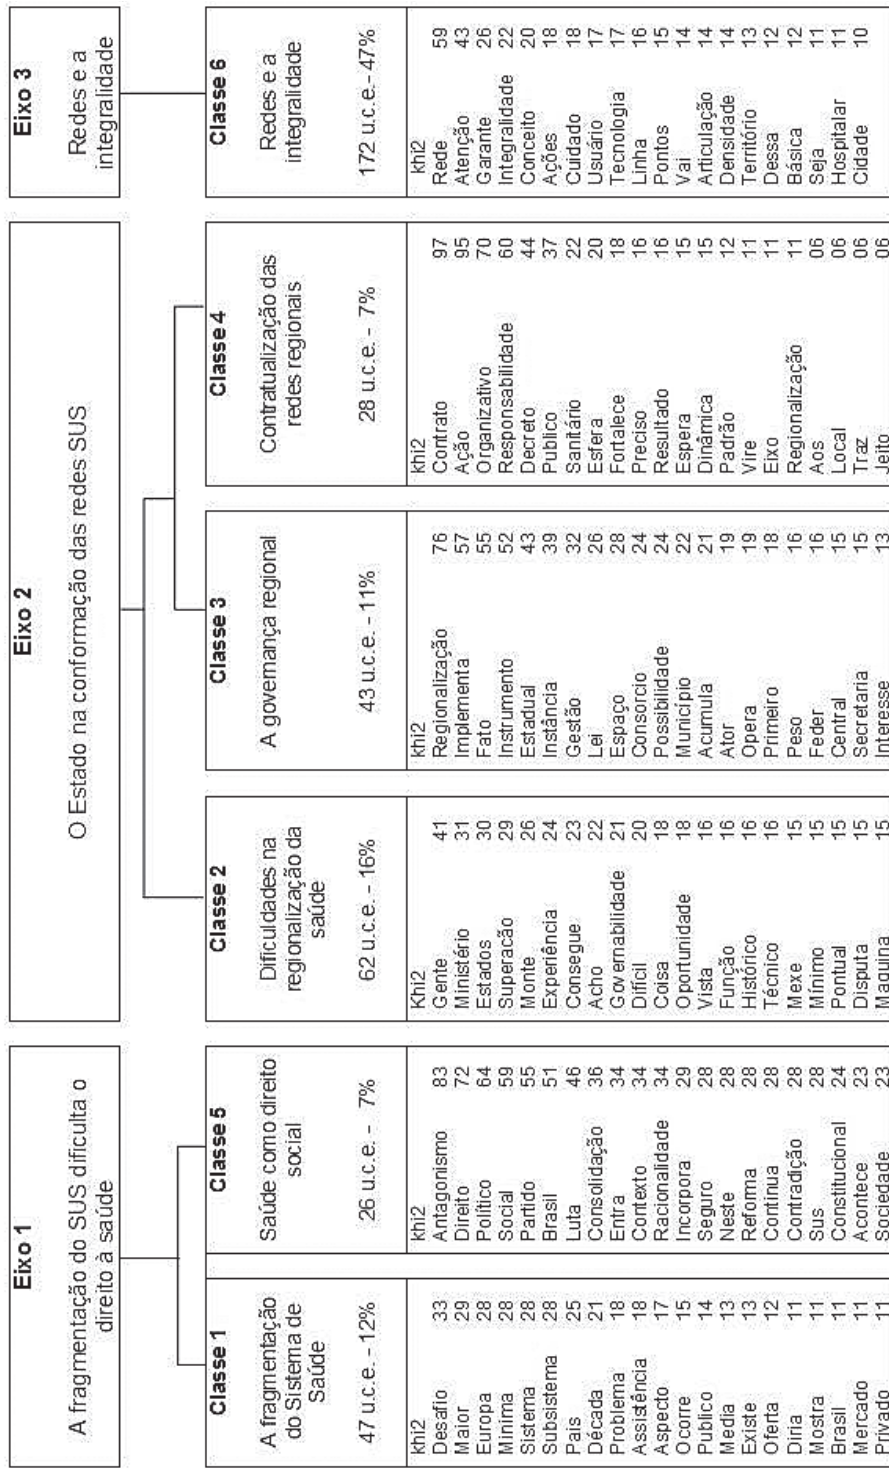 Eixo 1
A fragmentação do SUS dificulta o
direito à saúde
Classe 1
A fragmentação
do Sistema de
Saúde
47 u.c.e. -12%
khi2
Desafio 33
Maior 29
Europa 28
Minima 28
Sistema 28
Subsistema 28
País 25
Década 21
Problema 18
Assistência 18
Aspecto 17
Ocorre 15
Publico 14
Media 13
Existe 13
Oferta 12
Diria 11
Mostra 11
Brasil 11
Mercado 11
Privado 11
Classe 5
Saúde como direito
social
26 u.c.e. - 7%
khi2
Antagonismo 83
Direito 72
Político 64
Social 59
Partido 55
Brasil 51
Luta 46
Consolidação 36
Entra 34
Contexto 34
Racionalidade 34
Incorpora 29
Seguro 28
Neste 28
Reforma 28
Continua 28
Contradição 28
Sus 28
Constitucional 24
Acontece 23
Sociedade 23
Eixo 2
O Estado na conformação das redes SUS
Classe 2
Dificuldades na
regionalização da
saúde
62 u.c.e. - 16%
Khi2
Gente 41
Ministério 31
Estados 30
Superacão 29
Monte 26
Experiência 24
Consegue 23
Acho 22
Governabilidade 21
Difícil 20
Coisa 18
Oportunidade 18
Vista 16
Função 16
Histórico 16
Técnico 16
Mexe 15
Mínimo 15
Pontual 15
Disputa 15
Maquina 15
Classe 3
A governança regional
43 u.c.e. - 11%
khi2
Regionalização 76
Implementa 57
Fato 55
Instrumento 52
Estadual 43
Instância 39
Gestão 32
Lei 26
Espaço 28
Consorcio 24
Possibilidade 24
Município 22
Acumula 21
Ator 19
Opera 19
Primeiro 18
Peso 16
Feder 16
Central 15
Secretaria 15
Interesse 13
Classe 4
Contratualização das
redes regionais
28 u.c.e. - 7%
khi2
Contrato 97
Ação 95
Organizativo 70
Responsabilidade 60
Decreto 44
Publico 37
Sanitário 22
Esfera 20
Fortalece 18
Preciso 16
Resultado 16
Espera 15
Dinâmica 15
Padrão 12
Vire 11
Eixo 11
Regionalização 11
Aos 06
Local 06
Traz 06
Jeito 06
Eixo 3
Redes e a
integralidade
Classe 6
Redes e a
integralidade
172 u.c.e.- 47%
khi2
Rede 59
Atenção 43
Garante 26
Integralidade 22
Conceito 20
Ações 18
Cuidado 18
Usuário 17
Tecnologia 17
Linha 16
Pontos 15
Vai 14
Articulação 14
Densidade 14
Território 13
Dessa 12
Básica 12
Seja 11
Hospitalar 11
Cidade 10